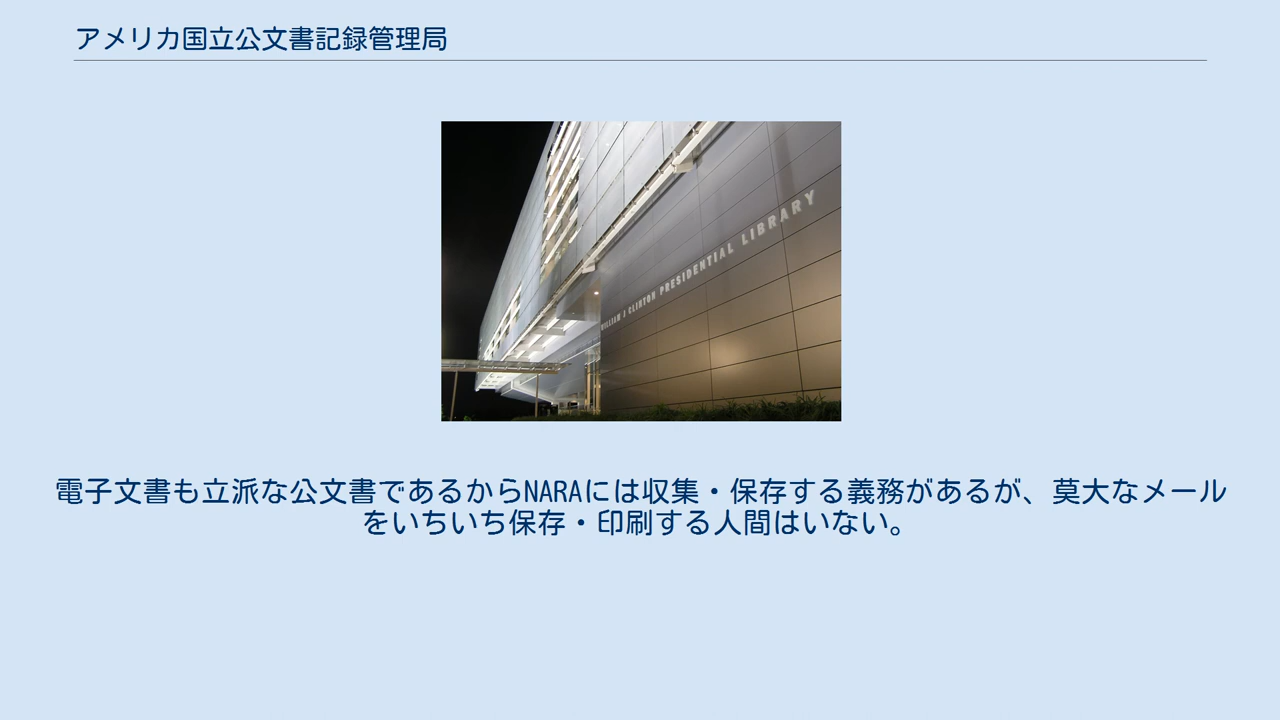 アメリカ国立公文書記録管理局
WILLIAM J CLINTON PRESIDENTIAL LIBRARY
電子文書も立派な公文書であるからNARAには収集・保存する義務があるが、莫大なメール
をいちいち保存・印刷する人間はいない。